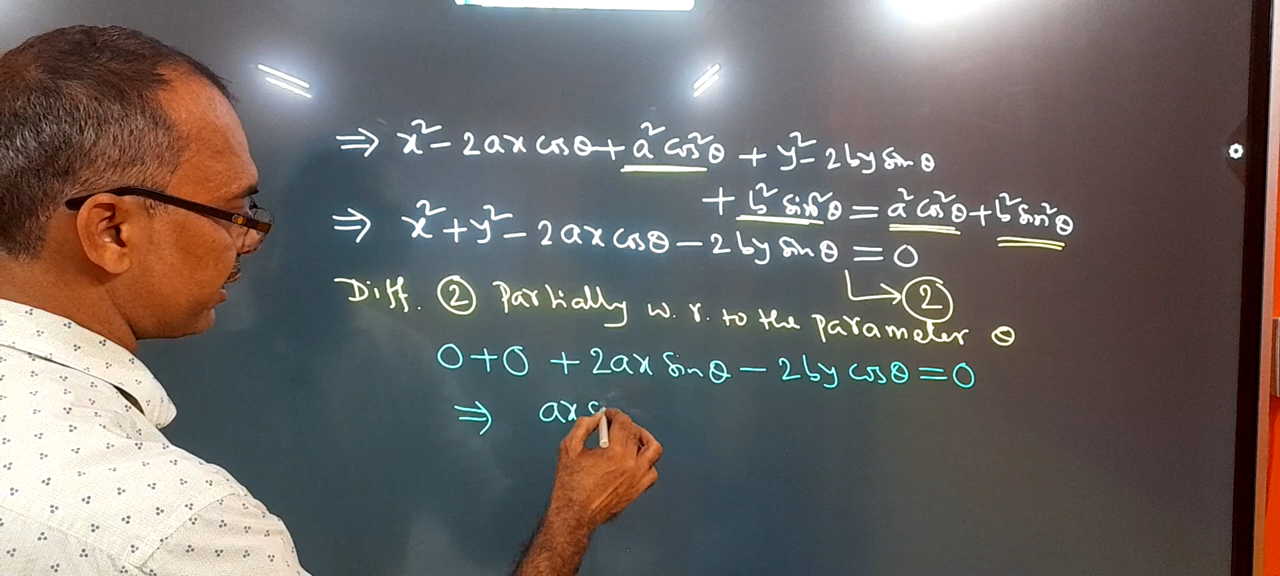 ⇒ x² - 2ax cosθ + a² cos²θ + y² - 2by sinθ
+ b² sin²θ = a² cos²θ + b² sin²θ
⇒ x² + y² - 2ax cosθ - 2by sinθ = 0
②
Diff. ② Partially w.r. to the parameter θ
0 + 0 + 2ax sinθ - 2by cosθ = 0
⇒ ax s